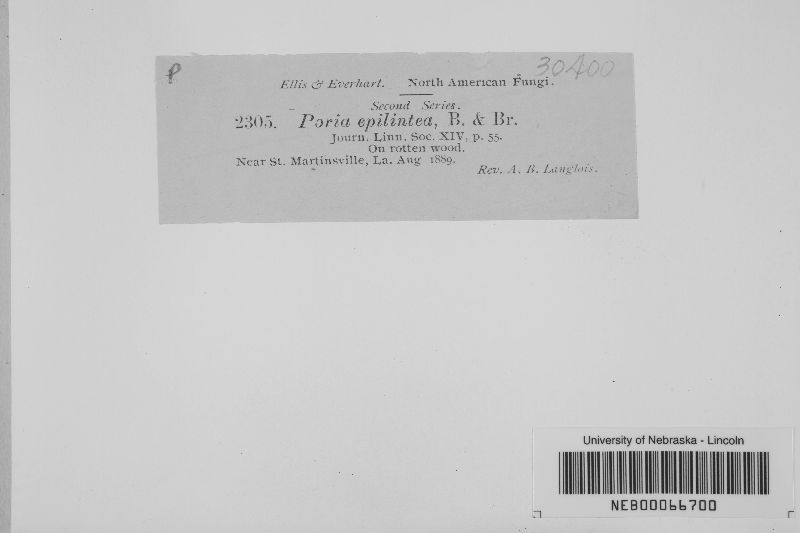 P
30400
Ellis & Everhart. North American Fungi.
Second Series.
2305. Poria epilintea, B. & Br.
Journ. Linn. Soc. XIV, p. 55.
On rotten wood.
Near St. Martinsville, La. Aug 1889.
Rev. A. B. Langlois.
University of Nebraska - Lincoln
NEB00066700